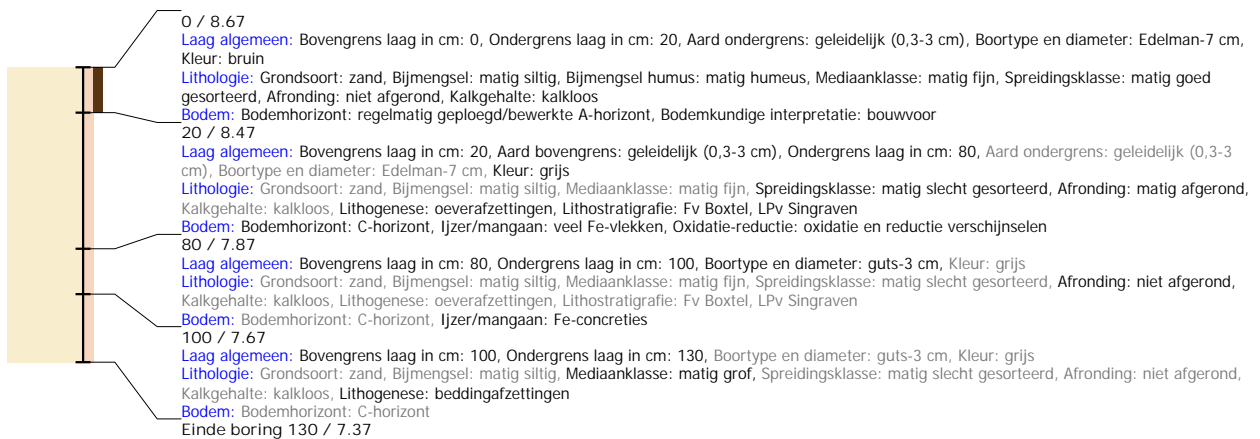 0 / 8.67
Laag algemeen: Bovengrens laag in cm: 0, Ondergrens laag in cm: 20, Aard ondergrens: geleidelijk (0,3-3 cm), Boortype en diameter: Edelman-7 cm,
Kleur: bruin
Lithologie: Grondsoort: zand, Bijmengsel: matig siltig, Bijmengsel humus: matig humeus, Mediaanklasse: matig fijn, Spreidingsklasse: matig goed
gesorteerd, Afronding: niet afgerond, Kalkgehalte: kalkloos
Bodem: Bodemhorizont: regelmatig geploegd/bewerkte A-horizont, Bodemkundige interpretatie: bouwvoor
20 / 8.47
Laag algemeen: Bovengrens laag in cm: 20, Aard bovengrens: geleidelijk (0,3-3 cm), Ondergrens laag in cm: 80, Aard ondergrens: geleidelijk (0,3-3
cm), Boortype en diameter: Edelman-7 cm, Kleur: grijs
Lithologie: Grondsoort: zand, Bijmengsel: matig siltig, Mediaanklasse: matig fijn, Spreidingsklasse: matig slecht gesorteerd, Afronding: matig afgerond,
Kalkgehalte: kalkloos, Lithogenese: oeverafzettingen, Lithostratigrafie: Fv Boxtel, LPv Singraven
Bodem: Bodemhorizont: C-horizont, Ijzer/mangaan: veel Fe-vlekken, Oxidatie-reductie: oxidatie en reductie verschijnselen
80 / 7.87
Laag algemeen: Bovengrens laag in cm: 80, Ondergrens laag in cm: 100, Boortype en diameter: guts-3 cm, Kleur: grijs
Lithologie: Grondsoort: zand, Bijmengsel: matig siltig, Mediaanklasse: matig fijn, Spreidingsklasse: matig slecht gesorteerd, Afronding: niet afgerond,
Kalkgehalte: kalkloos, Lithogenese: oeverafzettingen, Lithostratigrafie: Fv Boxtel, LPv Singraven
Bodem: Bodemhorizont: C-horizont, Ijzer/mangaan: Fe-concreties
100 / 7.67
Laag algemeen: Bovengrens laag in cm: 100, Ondergrens laag in cm: 130, Boortype en diameter: guts-3 cm, Kleur: grijs
Lithologie: Grondsoort: zand, Bijmengsel: matig siltig, Mediaanklasse: matig grof, Spreidingsklasse: matig slecht gesorteerd, Afronding: niet afgerond,
Kalkgehalte: kalkloos, Lithogenese: beddingafzettingen
Bodem: Bodemhorizont: C-horizont
Einde boring 130 / 7.37